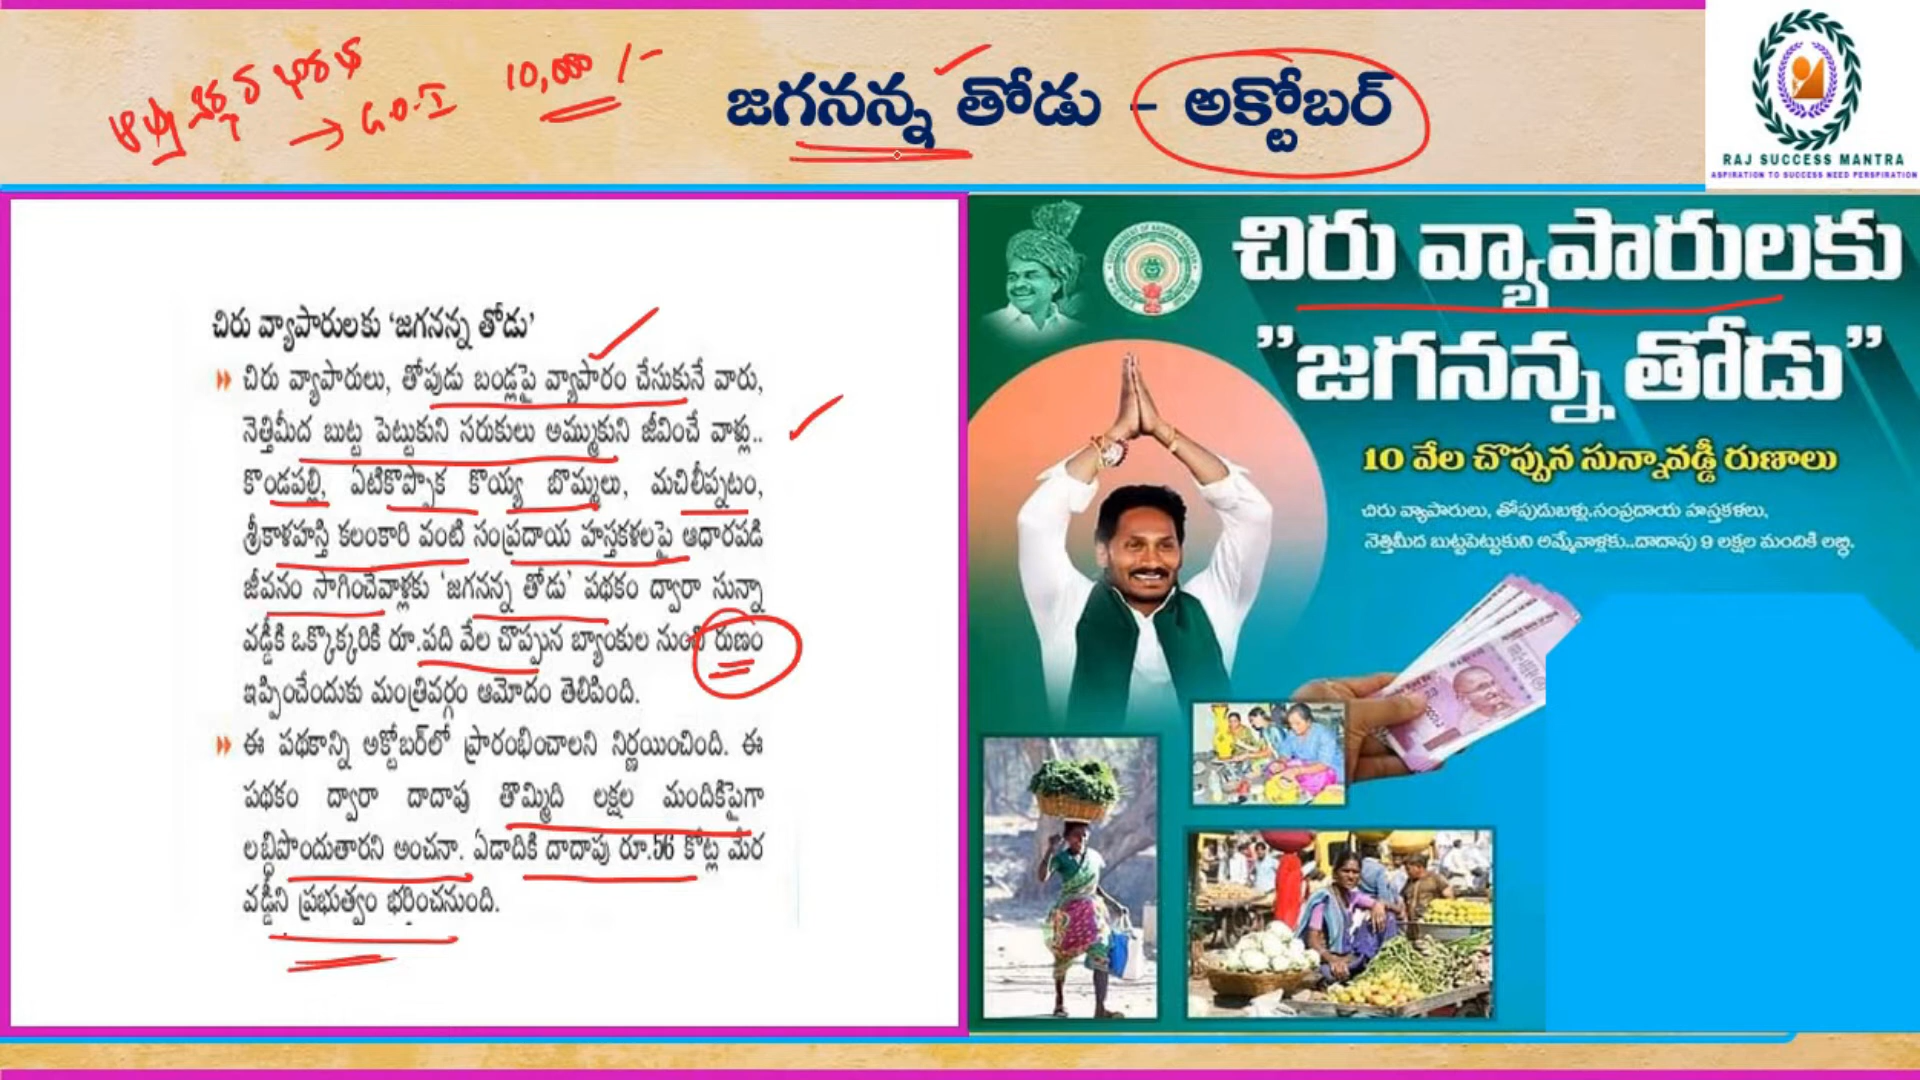 10,000/-
→ G.O.I
జగనన్న తోడు - అక్టోబర్
RAJ SUCCESS MANTRA
ASPIRATION TO SUCCESS NEED PERSPIRATION
చిరు వ్యాపారులకు ‘జగనన్న తోడు’
చిరు వ్యాపారులు, తోపుడు బండ్లపై వ్యాపారం చేసుకునే వారు,
నెత్తిమీద బుట్ట పెట్టుకుని సరుకులు అమ్ముకుని జీవించే వాళ్లు..
కొండపల్లి, ఏటికొప్పాక కొయ్య బొమ్మలు, మచిలీప్నటం,
శ్రీకాళహస్తి కలంకారి వంటి సంప్రదాయ హస్తకళలపై ఆధారపడి
జీవనం సాగించేవాళ్లకు ‘జగనన్న తోడు’ పథకం ద్వారా సున్నా
వడ్డీకి ఒక్కొక్కరికి రూ.పది వేల చొప్పున బ్యాంకుల నుంచి రుణం
ఇప్పించేందుకు మంత్రివర్గం ఆమోదం తెలిపింది.
ఈ పథకాన్ని అక్టోబర్‌లో ప్రారంభించాలని నిర్ణయించింది. ఈ
పథకం ద్వారా దాదాపు తొమ్మిది లక్షల మందికిపైగా
లబ్ధిపొందుతారని అంచనా. ఏడాదికి దాదాపు రూ.56 కోట్ల మేర
వడ్డీని ప్రభుత్వం భరించనుంది.
చిరు వ్యాపారులకు
"జగనన్న తోడు"
10 వేల చొప్పున సున్నావడ్డీ రుణాలు
చిరు వ్యాపారులు, తోపుడుబళ్లు.సంప్రదాయ హస్తకళలు,
నెత్తిమీద బుట్టపెట్టుకుని అమ్మేవాళ్లకు..దాదాపు 9 లక్షల మందికి లబ్ధి.